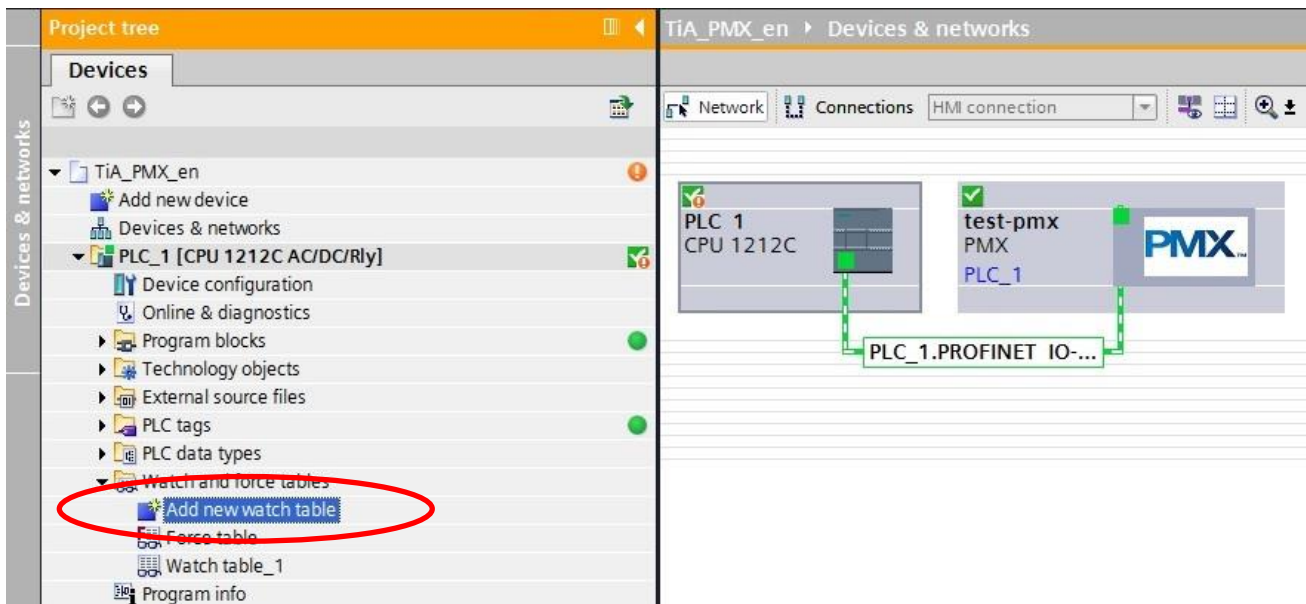 Project tree
Devices
TiA_PMX_en
Add new device
Devices & networks
PLC_1 [CPU 1212C AC/DC/Rly]
Device configuration
Online & diagnostics
Program blocks
Technology objects
External source files
PLC tags
PLC data types
Watch and force tables
Add new watch table
Force table
Watch table_1
Program info
Devices & networks
TiA_PMX_en ▸ Devices & networks
Network Connections HMI connection
PLC_1
CPU 1212C
test-pmx
PMX
PLC_1
PMX
PLC_1.PROFINET IO-...